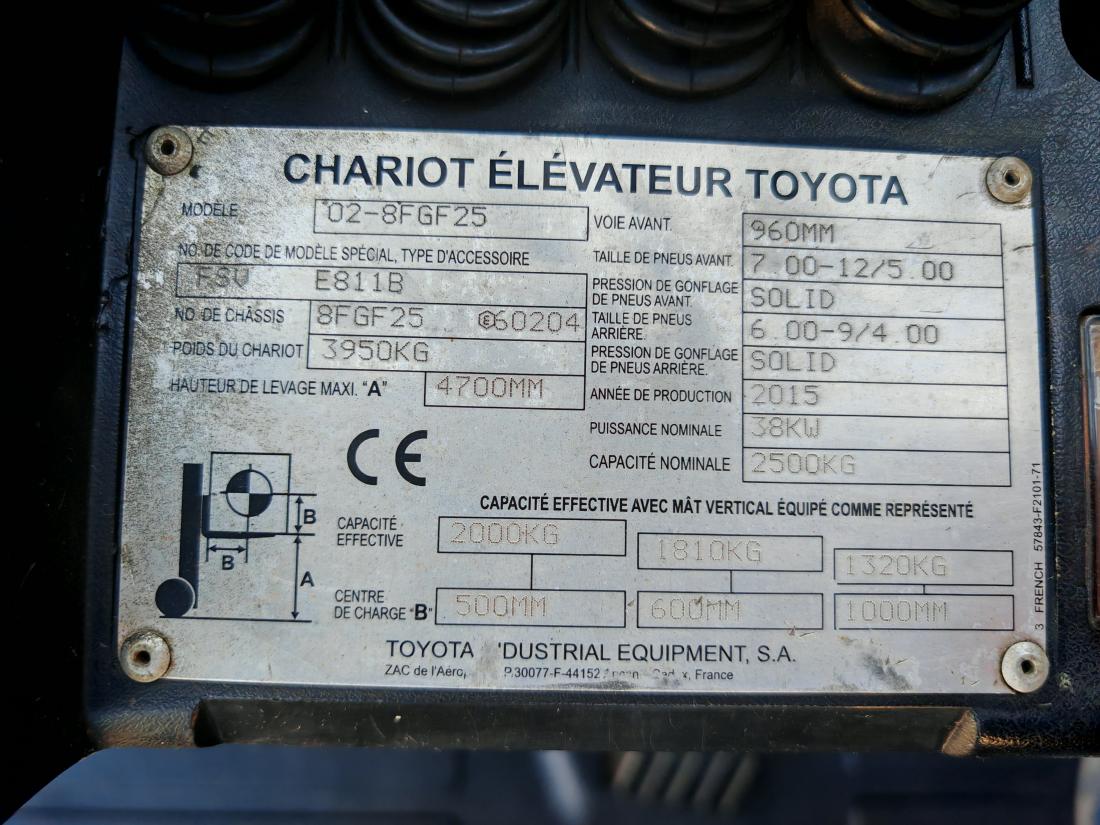 CHARIOT ÉLÉVATEUR TOYOTA
MODÈLE 02-8FGF25
NO. DE CODE DE MODÈLE SPÉCIAL, TYPE D'ACCESSOIRE
FSV E811B
NO. DE CHÂSSIS 8FGF25 E60204
POIDS DU CHARIOT 3950KG
HAUTEUR DE LEVAGE MAXI. "A" 4700MM
VOIE AVANT. 960MM
TAILLE DE PNEUS AVANT. 7.00-12/5.00
PRESSION DE GONFLAGE
DE PNEUS AVANT. SOLID
TAILLE DE PNEUS
ARRIÈRE. 6.00-9/4.00
PRESSION DE GONFLAGE
DE PNEUS ARRIÈRE. SOLID
ANNÉE DE PRODUCTION 2015
PUISSANCE NOMINALE 38KW
CAPACITÉ NOMINALE 2500KG
CE
B
B
A
CAPACITÉ EFFECTIVE AVEC MÂT VERTICAL ÉQUIPÉ COMME REPRÉSENTÉ
CAPACITÉ
EFFECTIVE 2000KG 1810KG 1320KG
CENTRE
DE CHARGE "B" 500MM 600MM 1000MM
TOYOTA DUSTRIAL EQUIPMENT, S.A.
ZAC de l'Aéro P.30077-F-44152 France
3 FRENCH 57843-F2101-71